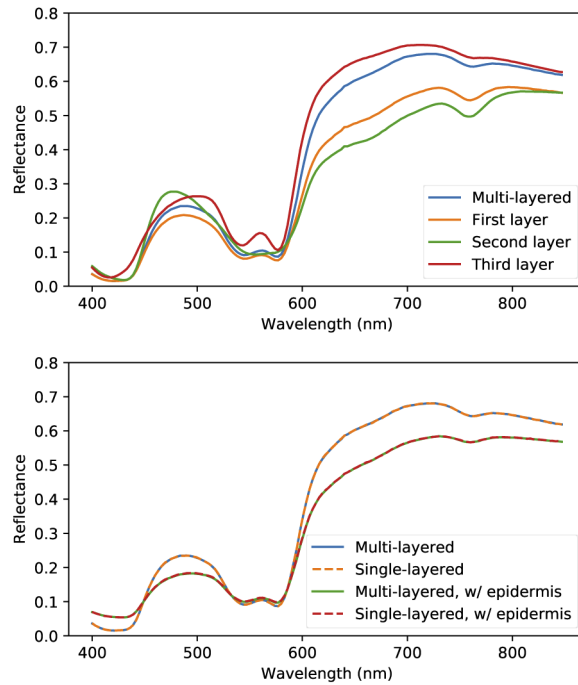 0.8
0.7
0.6
0.5
0.4
0.3
0.2
0.1
0.0
Reflectance
Multi-layered
First layer
Second layer
Third layer
400 500 600 700 800
Wavelength (nm)
0.8
0.7
0.6
0.5
0.4
0.3
0.2
0.1
0.0
Reflectance
Multi-layered
Single-layered
Multi-layered, w/ epidermis
Single-layered, w/ epidermis
400 500 600 700 800
Wavelength (nm)